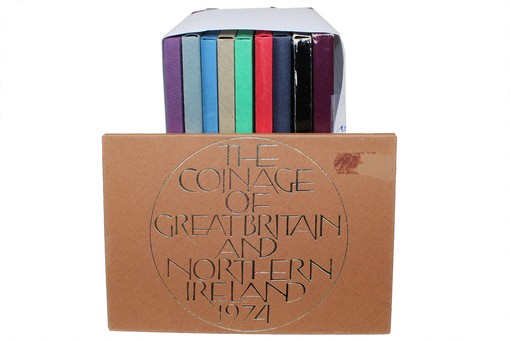 THE
COINAGE
OF
GREAT BRITAIN
AND
NORTHERN
IRELAND
1974